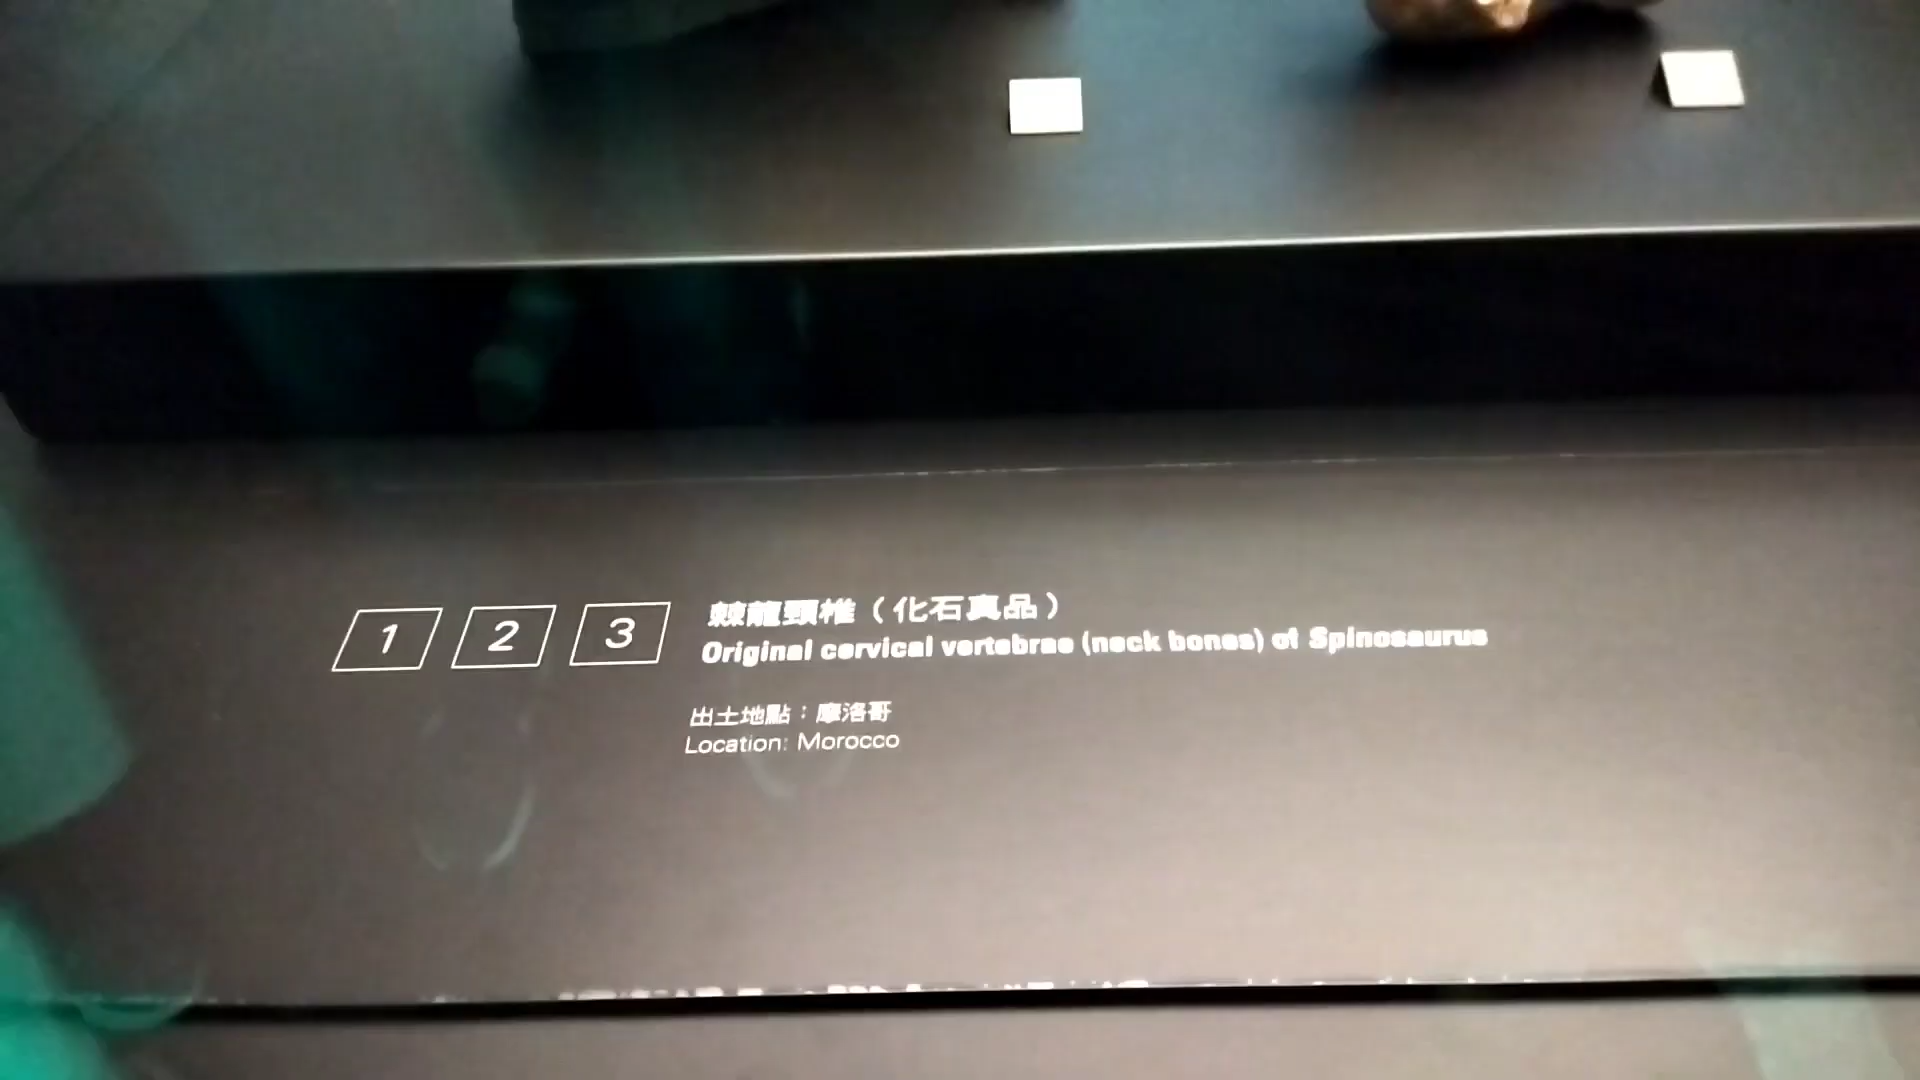 1 2 3 棘龍頸椎（化石真品）
Original cervical vertebrae (neck bones) of Spinosaurus
出土地點：摩洛哥
Location: Morocco